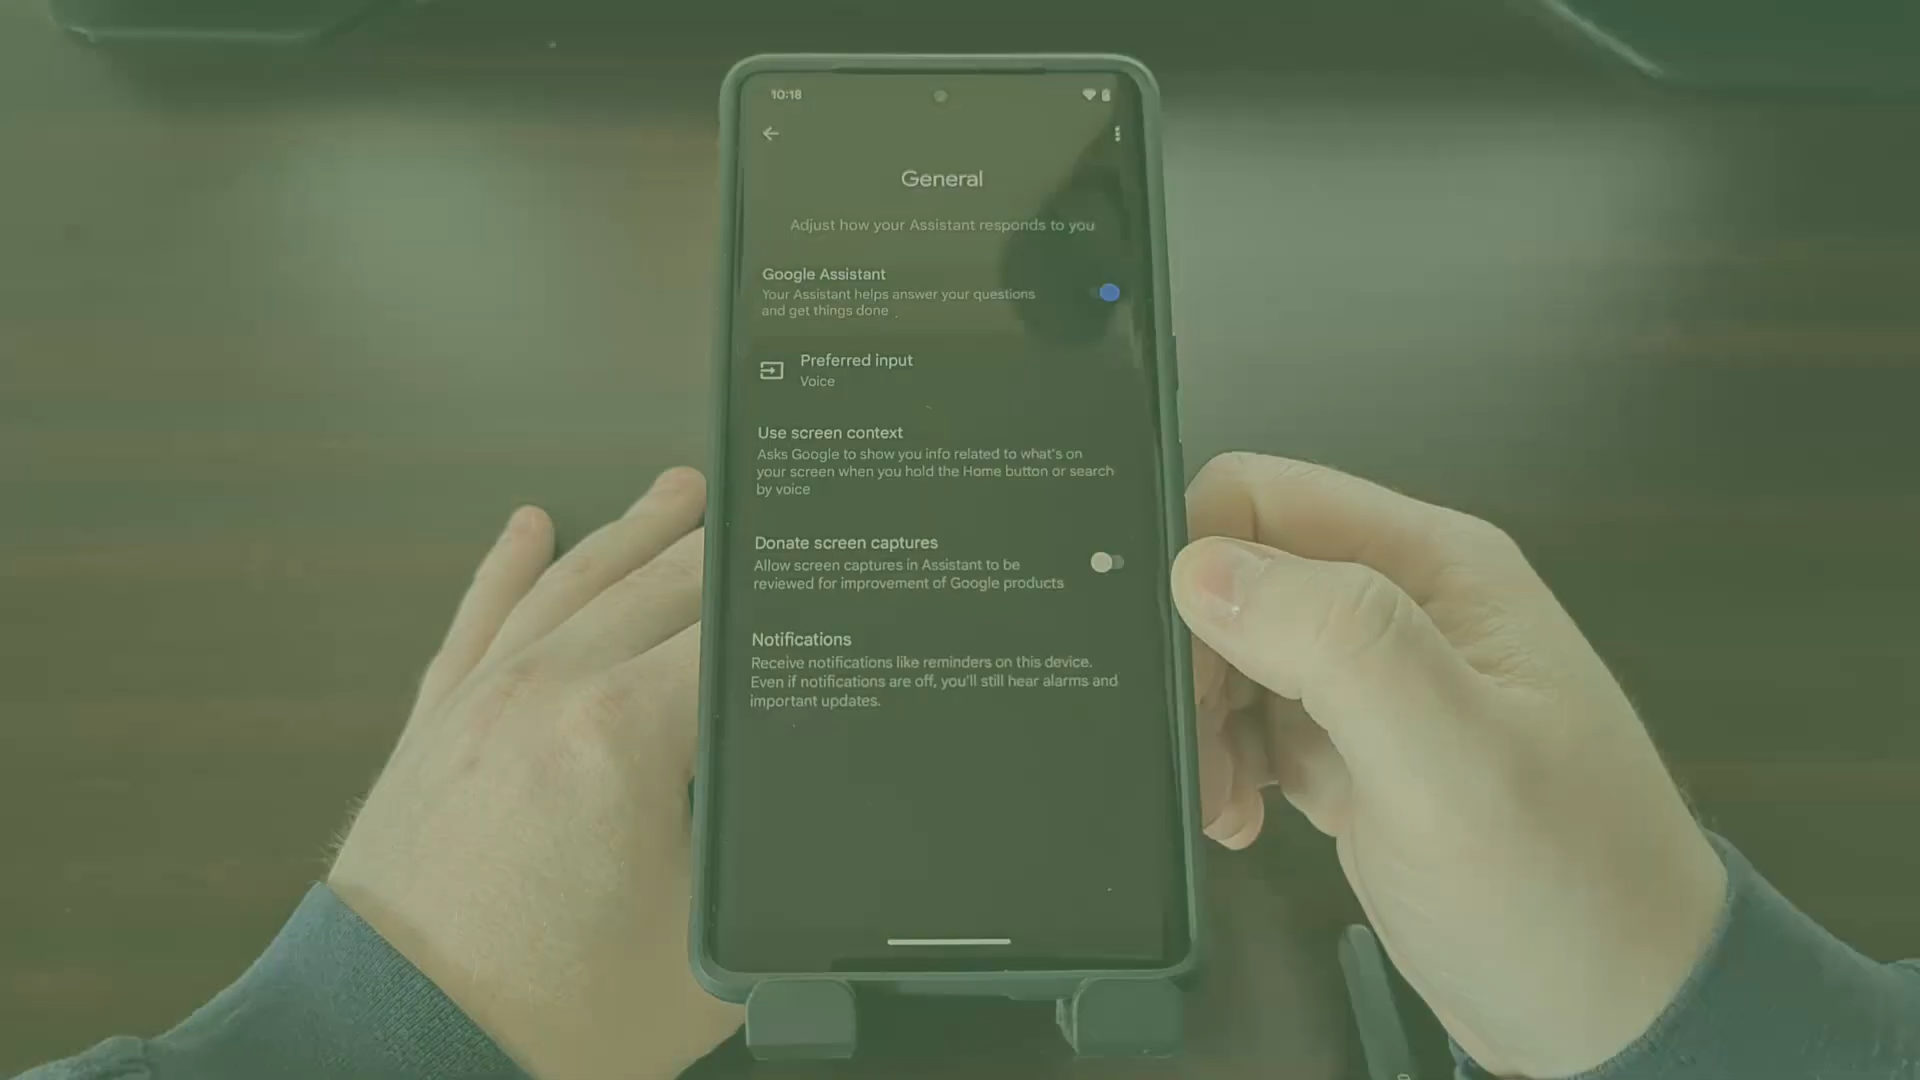 10:18
General
Adjust how your Assistant responds to you
Google Assistant
Your Assistant helps answer your questions
and get things done
Preferred input
Voice
Use screen context
Asks Google to show you info related to what's on
your screen when you hold the Home button or search
by voice
Donate screen captures
Allow screen captures in Assistant to be
reviewed for improvement of Google products
Notifications
Receive notifications like reminders on this device.
Even if notifications are off, you'll still hear alarms and
important updates.